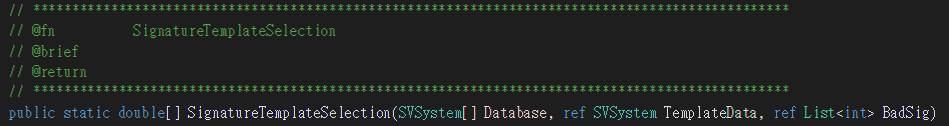 // ******************************************************************************************
// @fn          SignatureTemplateSelection
// @brief
// @return
// ******************************************************************************************
public static double[] SignatureTemplateSelection(SVSystem[] Database, ref SVSystem TemplateData, ref List<int> BadSig)